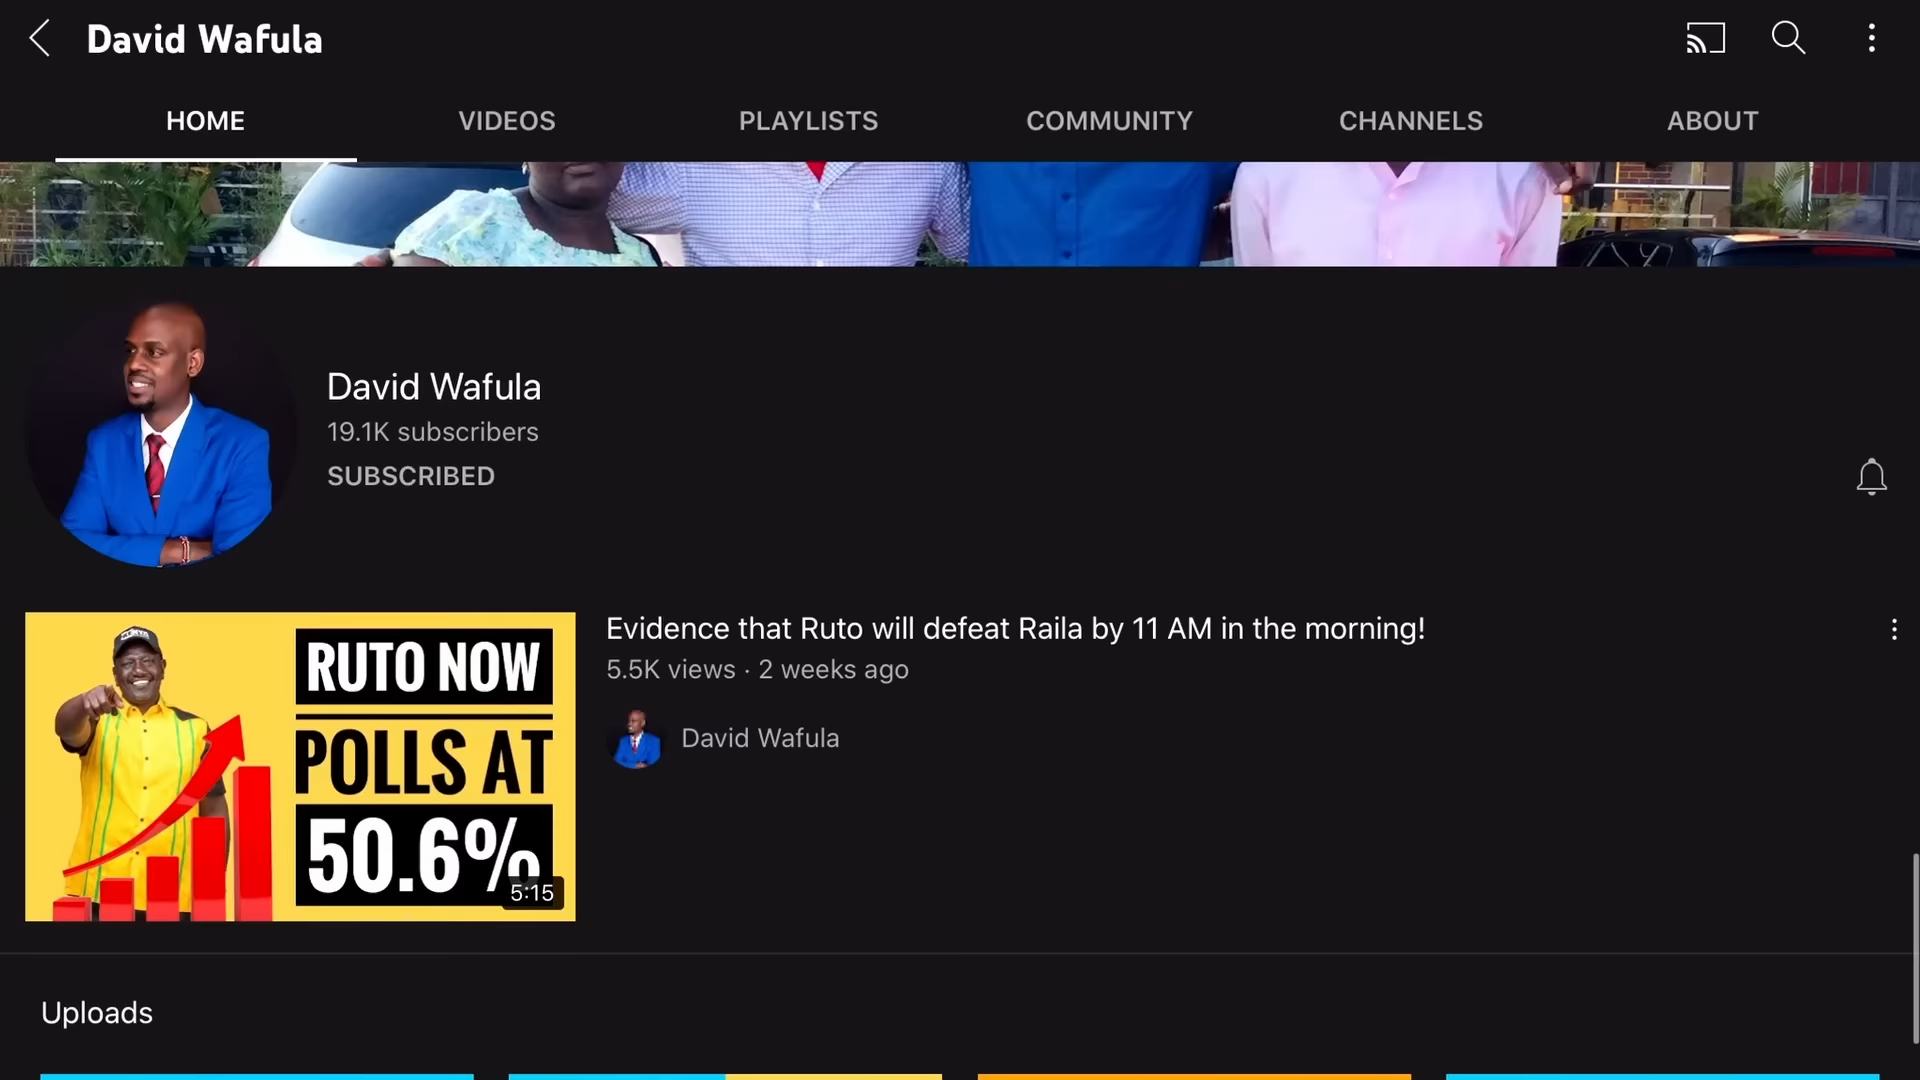 David Wafula
HOME VIDEOS PLAYLISTS COMMUNITY CHANNELS ABOUT
David Wafula
19.1K subscribers
SUBSCRIBED
RUTO NOW
POLLS AT
50.6%
5:15
Evidence that Ruto will defeat Raila by 11 AM in the morning!
5.5K views · 2 weeks ago
David Wafula
Uploads